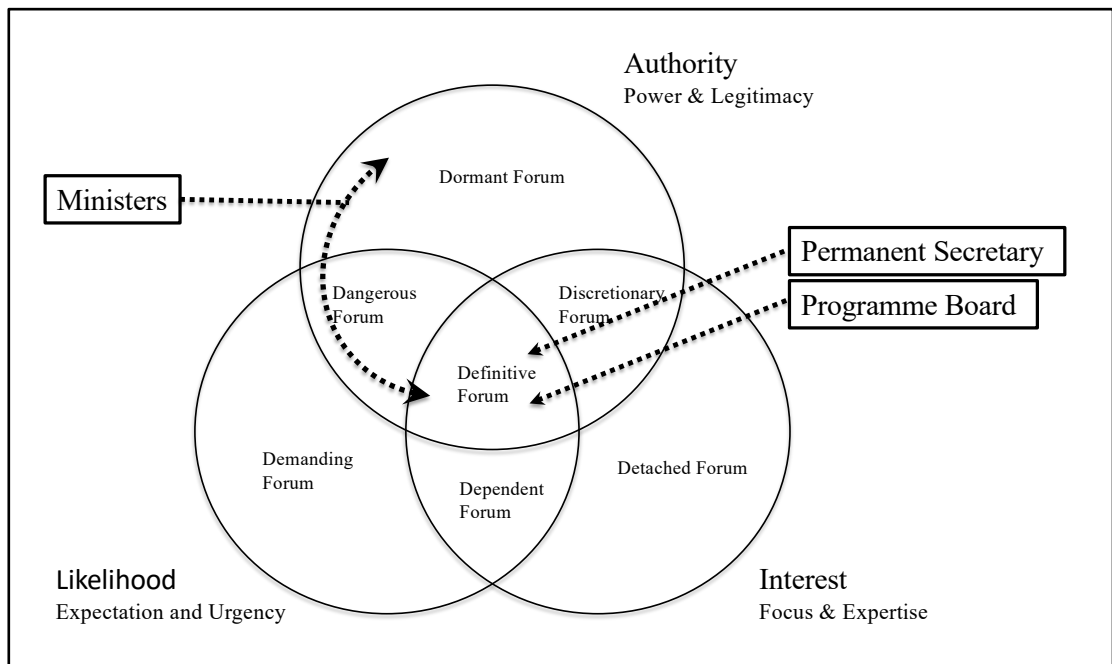 Authority
Power & Legitimacy
Dormant Forum
Ministers
Permanent Secretary
Programme Board
Dangerous
Forum
Discretionary
Forum
Definitive
Forum
Demanding
Forum
Dependent
Forum
Detached Forum
Likelihood
Expectation and Urgency
Interest
Focus & Expertise